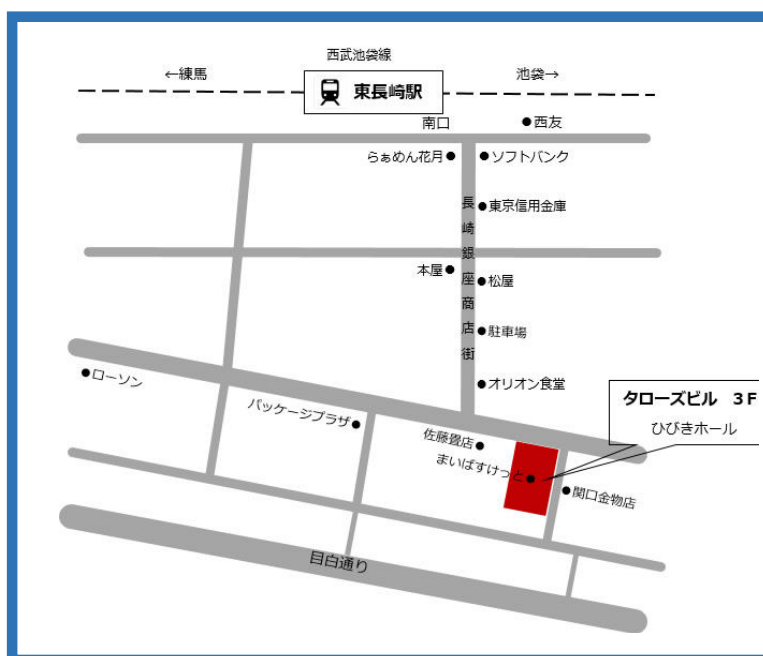 西武池袋線
←練馬
池袋→
東長崎駅
南口
西友
らぁめん花月
ソフトバンク
東京信用金庫
長崎銀座商店街
本屋
松屋
駐車場
オリオン食堂
ローソン
パッケージプラザ
佐藤畳店
まいばすけっと
タローズビル 3F
ひびきホール
関口金物店
目白通り